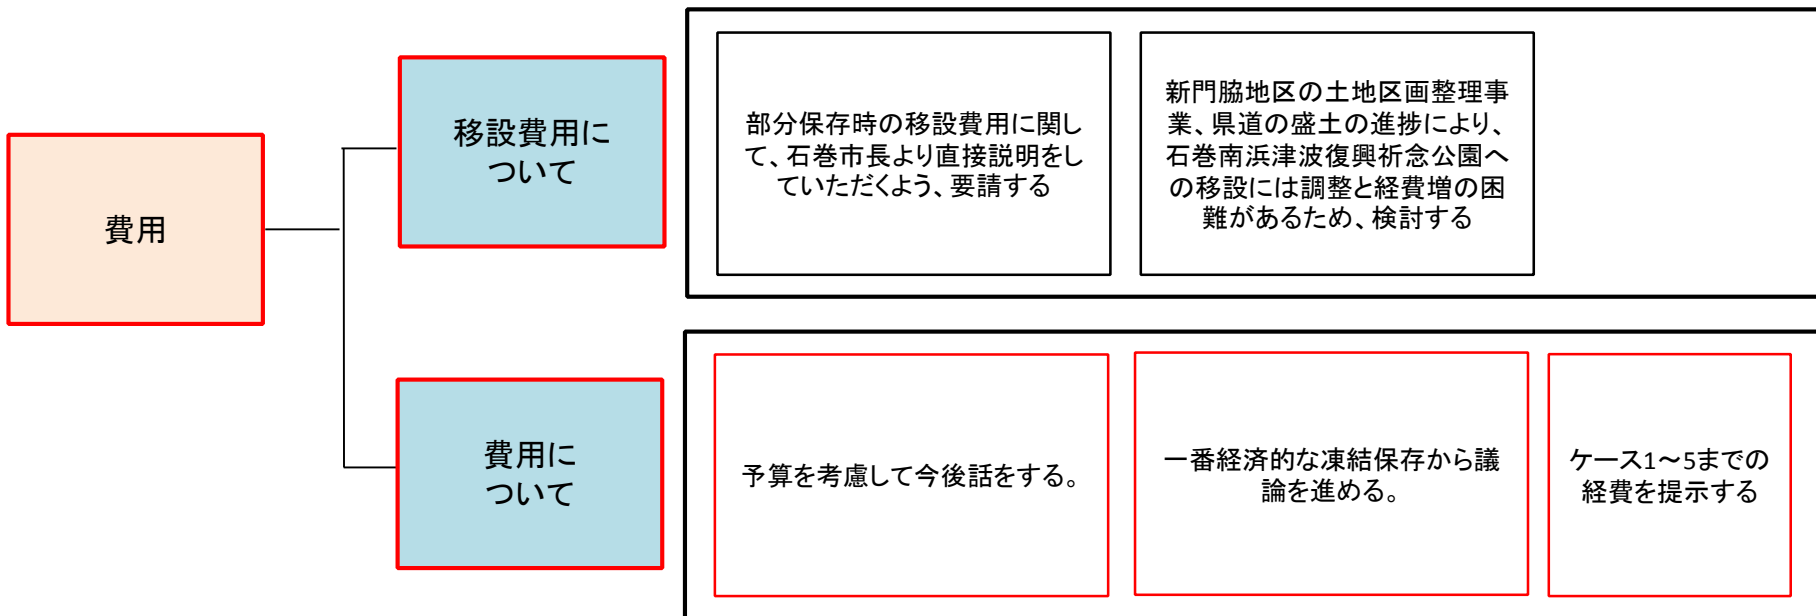 費用
移設費用に
ついて
部分保存時の移設費用に関し
て、石巻市長より直接説明をし
ていただくよう、要請する
新門脇地区の土地区画整理事
業、県道の盛土の進捗により、
石巻南浜津波復興祈念公園へ
の移設には調整と経費増の困
難があるため、検討する
費用に
ついて
予算を考慮して今後話をする。
一番経済的な凍結保存から議
論を進める。
ケース1～5までの
経費を提示する